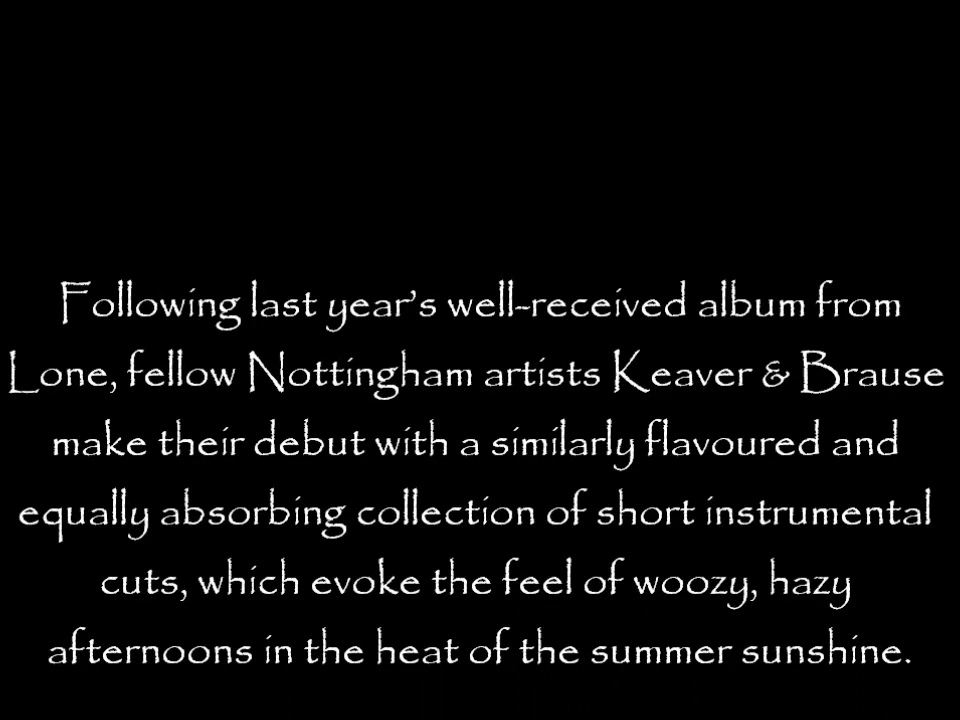 Following last year's well-received album from
Lone, fellow Nottingham artists Keaver & Brause
make their debut with a similarly flavoured and
equally absorbing collection of short instrumental
cuts, which evoke the feel of woozy, hazy
afternoons in the heat of the summer sunshine.